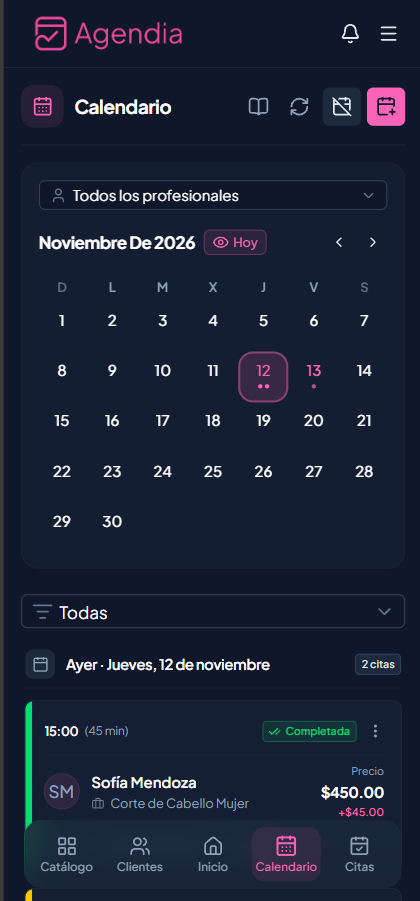 Agendia
Calendario
Todos los profesionales
Noviembre De 2026 Hoy
D L M X J V S
1 2 3 4 5 6 7
8 9 10 11 12 13 14
15 16 17 18 19 20 21
22 23 24 25 26 27 28
29 30
Todas
Ayer · Jueves, 12 de noviembre 2 citas
15:00 (45 min) Completada
Precio
SM Sofía Mendoza $450.00
Corte de Cabello Mujer +$45.00
Catálogo Clientes Inicio Calendario Citas